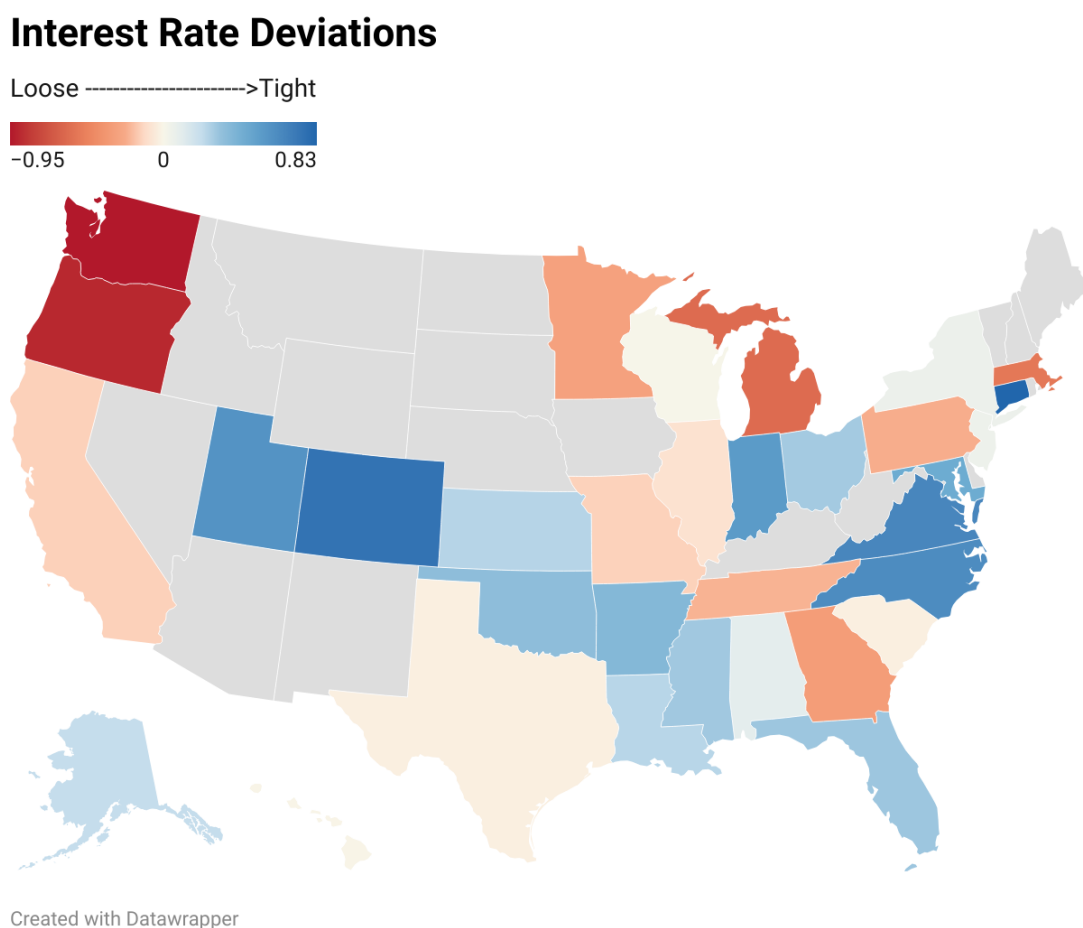 Interest Rate Deviations
Loose ----------------------->Tight
−0.95 0 0.83
Created with Datawrapper